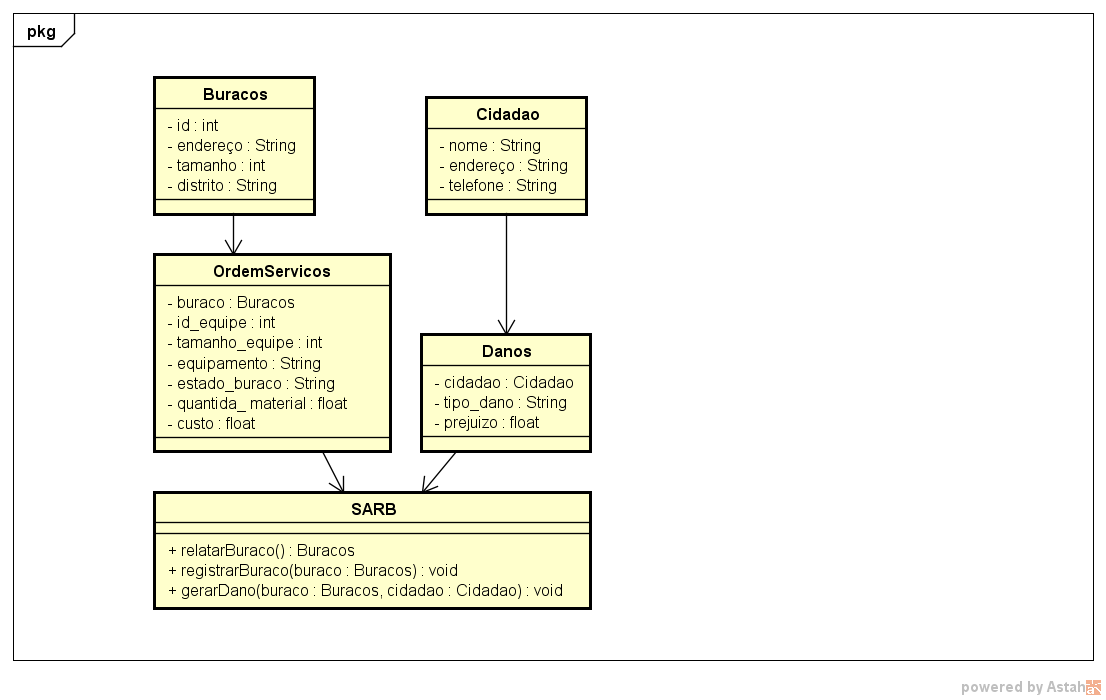 pkg
Buracos
- id : int
- endereço : String
- tamanho : int
- distrito : String
Cidadao
- nome : String
- endereço : String
- telefone : String
OrdemServicos
- buraco : Buracos
- id_equipe : int
- tamanho_equipe : int
- equipamento : String
- estado_buraco : String
- quantida_ material : float
- custo : float
Danos
- cidadao : Cidadao
- tipo_dano : String
- prejuizo : float
SARB
+ relatarBuraco() : Buracos
+ registrarBuraco(buraco : Buracos) : void
+ gerarDano(buraco : Buracos, cidadao : Cidadao) : void
powered by Astah